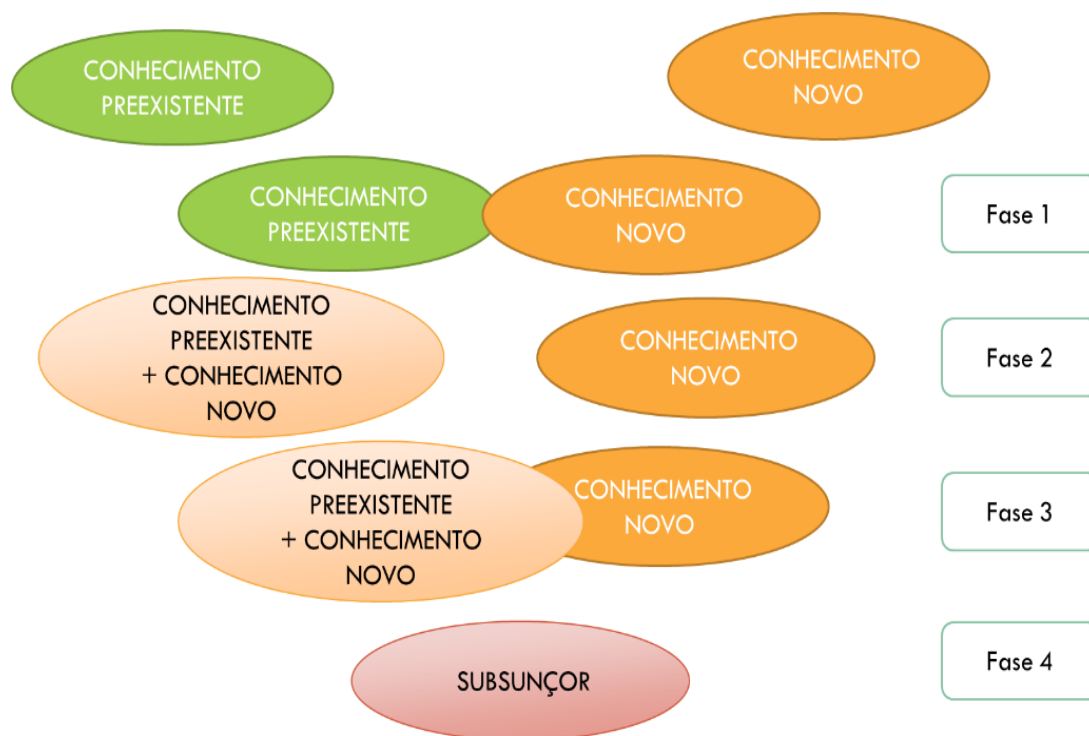 CONHECIMENTO
PREEXISTENTE
CONHECIMENTO
NOVO
CONHECIMENTO
PREEXISTENTE
CONHECIMENTO
NOVO
Fase 1
CONHECIMENTO
PREEXISTENTE
+ CONHECIMENTO
NOVO
CONHECIMENTO
NOVO
Fase 2
CONHECIMENTO
PREEXISTENTE
+ CONHECIMENTO
NOVO
CONHECIMENTO
NOVO
Fase 3
SUBSUNÇOR
Fase 4